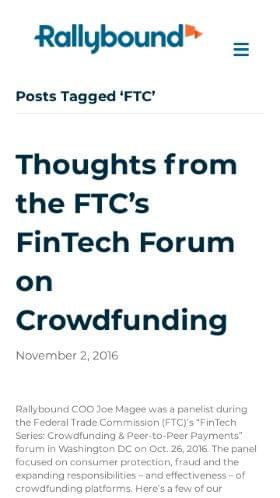 Rallybound
Posts Tagged ‘FTC’
Thoughts from
the FTC’s
FinTech Forum
on
Crowdfunding
November 2, 2016
Rallybound COO Joe Magee was a panelist during
the Federal Trade Commission (FTC)’s “FinTech
Series: Crowdfunding & Peer-to-Peer Payments”
forum in Washington DC on Oct. 26, 2016. The panel
focused on consumer protection, fraud and the
expanding responsibilities – and effectiveness – of
crowdfunding platforms. Here’s a few of our